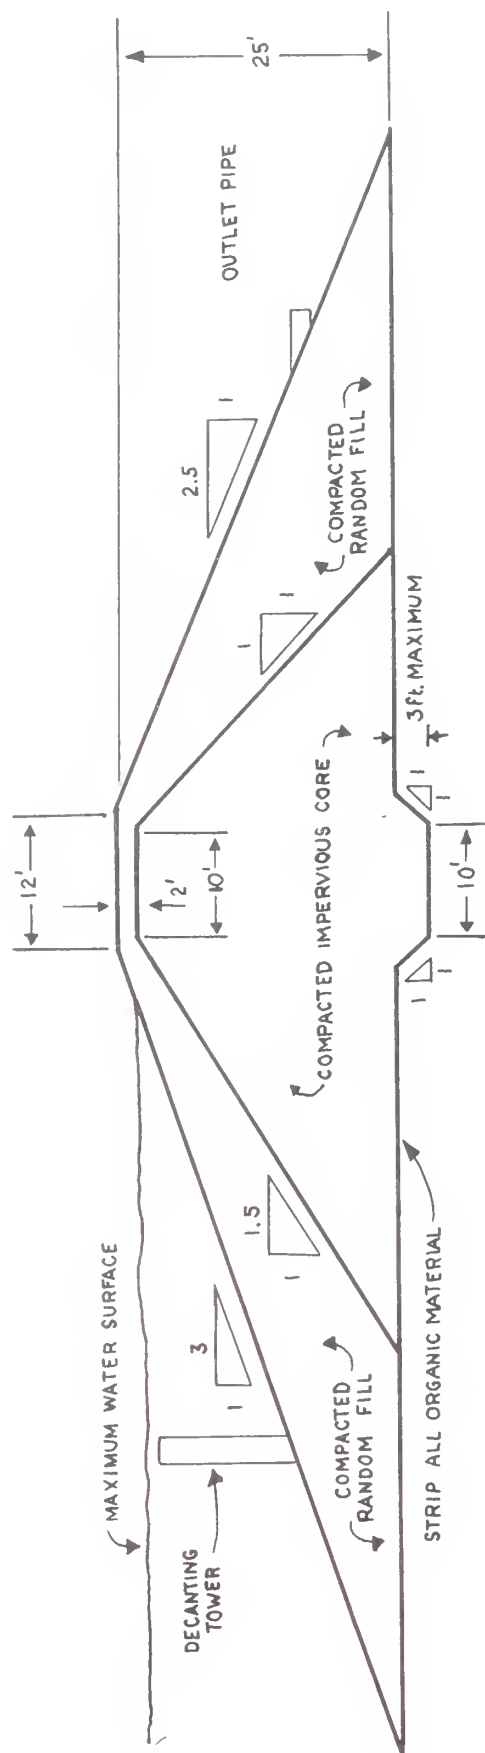 12'
25'
MAXIMUM WATER SURFACE
2'
10'
2.5
1
OUTLET PIPE
3
1
1.5
1
1
1
DECANTING
TOWER
COMPACTED
RANDOM FILL
COMPACTED IMPERVIOUS CORE
COMPACTED
RANDOM FILL
3 Ft. MAXIMUM
1
1
1
1
10'
STRIP ALL ORGANIC MATERIAL